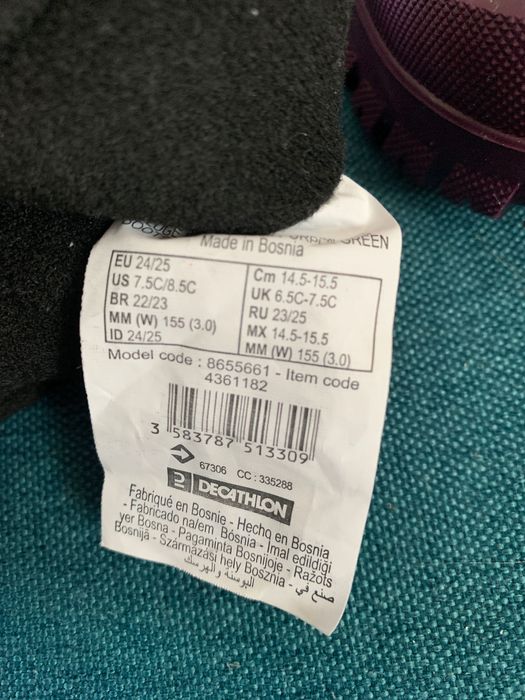 GREEN
Made in Bosnia
EU 24/25
US 7.5C/8.5C
BR 22/23
MM (W) 155 (3.0)
ID 24/25
Cm 14.5-15.5
UK 6.5C-7.5C
RU 23/25
MX 14.5-15.5
MM (W) 155 (3.0)
Model code : 8655661 - Item code
4361182
3 583787 513309
67306 CC : 335288
DECATHLON
Fabriqué en Bosnie - Hecho en Bosnia
- Fabricado na/em Bósnia - Imal edildiği
yer Bosna - Pagaminta Bosnijoje - Ražots
Bosnijā - Származási hely Bosznia - صنع في
البوسنة والهرسك